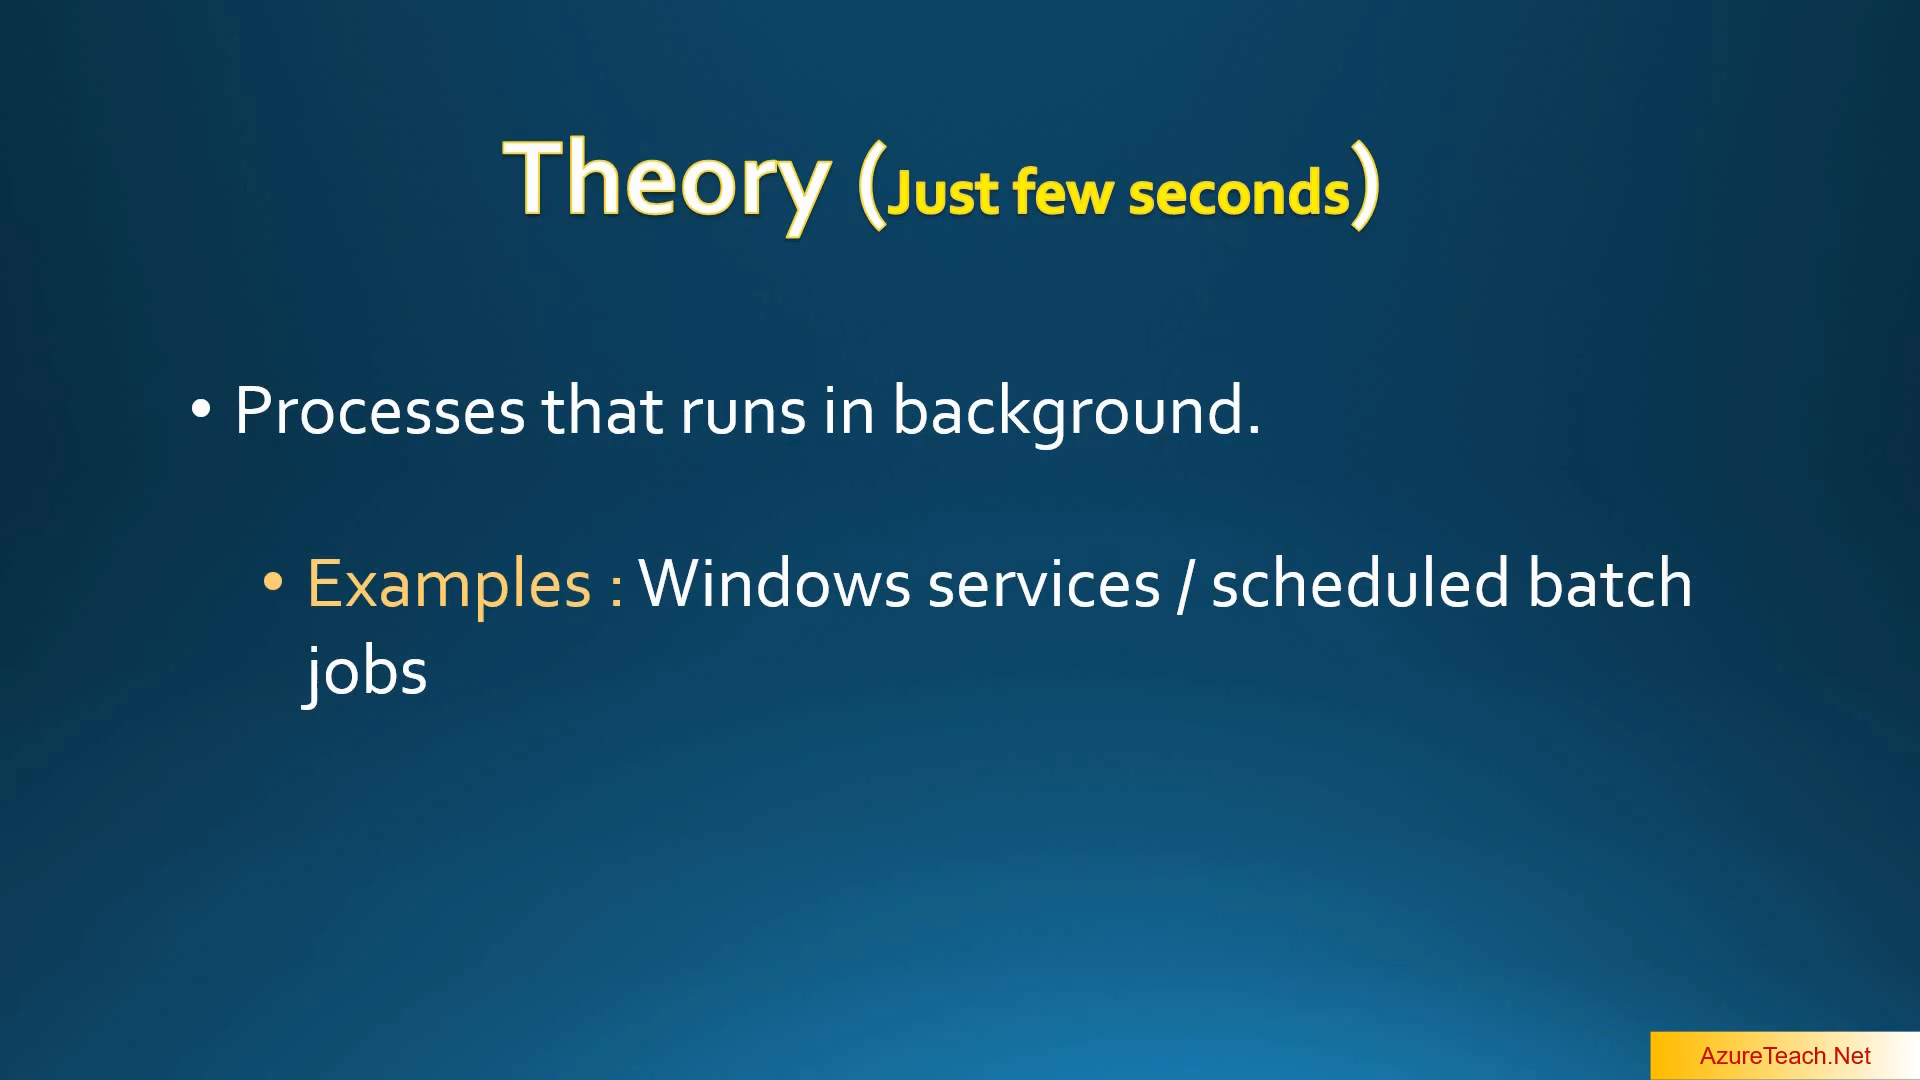 Theory (Just few seconds)
• Processes that runs in background.
• Examples : Windows services / scheduled batch
jobs
AzureTeach.Net